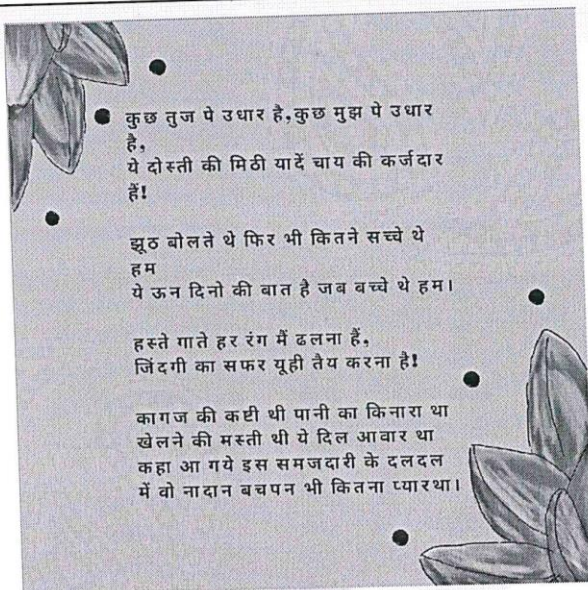 कुछ तुज पे उधार है,कुछ मुझ पे उधार
है,
ये दोस्ती की मिठी यादें चाय की कर्जदार
हैं!
झूठ बोलते थे फिर भी कितने सच्चे थे
हम
ये ऊन दिनो की बात है जब बच्चे थे हम।
हस्ते गाते हर रंग मैं ढलना हैं,
जिंदगी का सफर यूही तैय करना है!
कागज की कष्टी थी पानी का किनारा था
खेलने की मस्ती थी ये दिल आवार था
कहा आ गये इस समजदारी के दलदल
में वो नादान बचपन भी कितना प्यारथा।